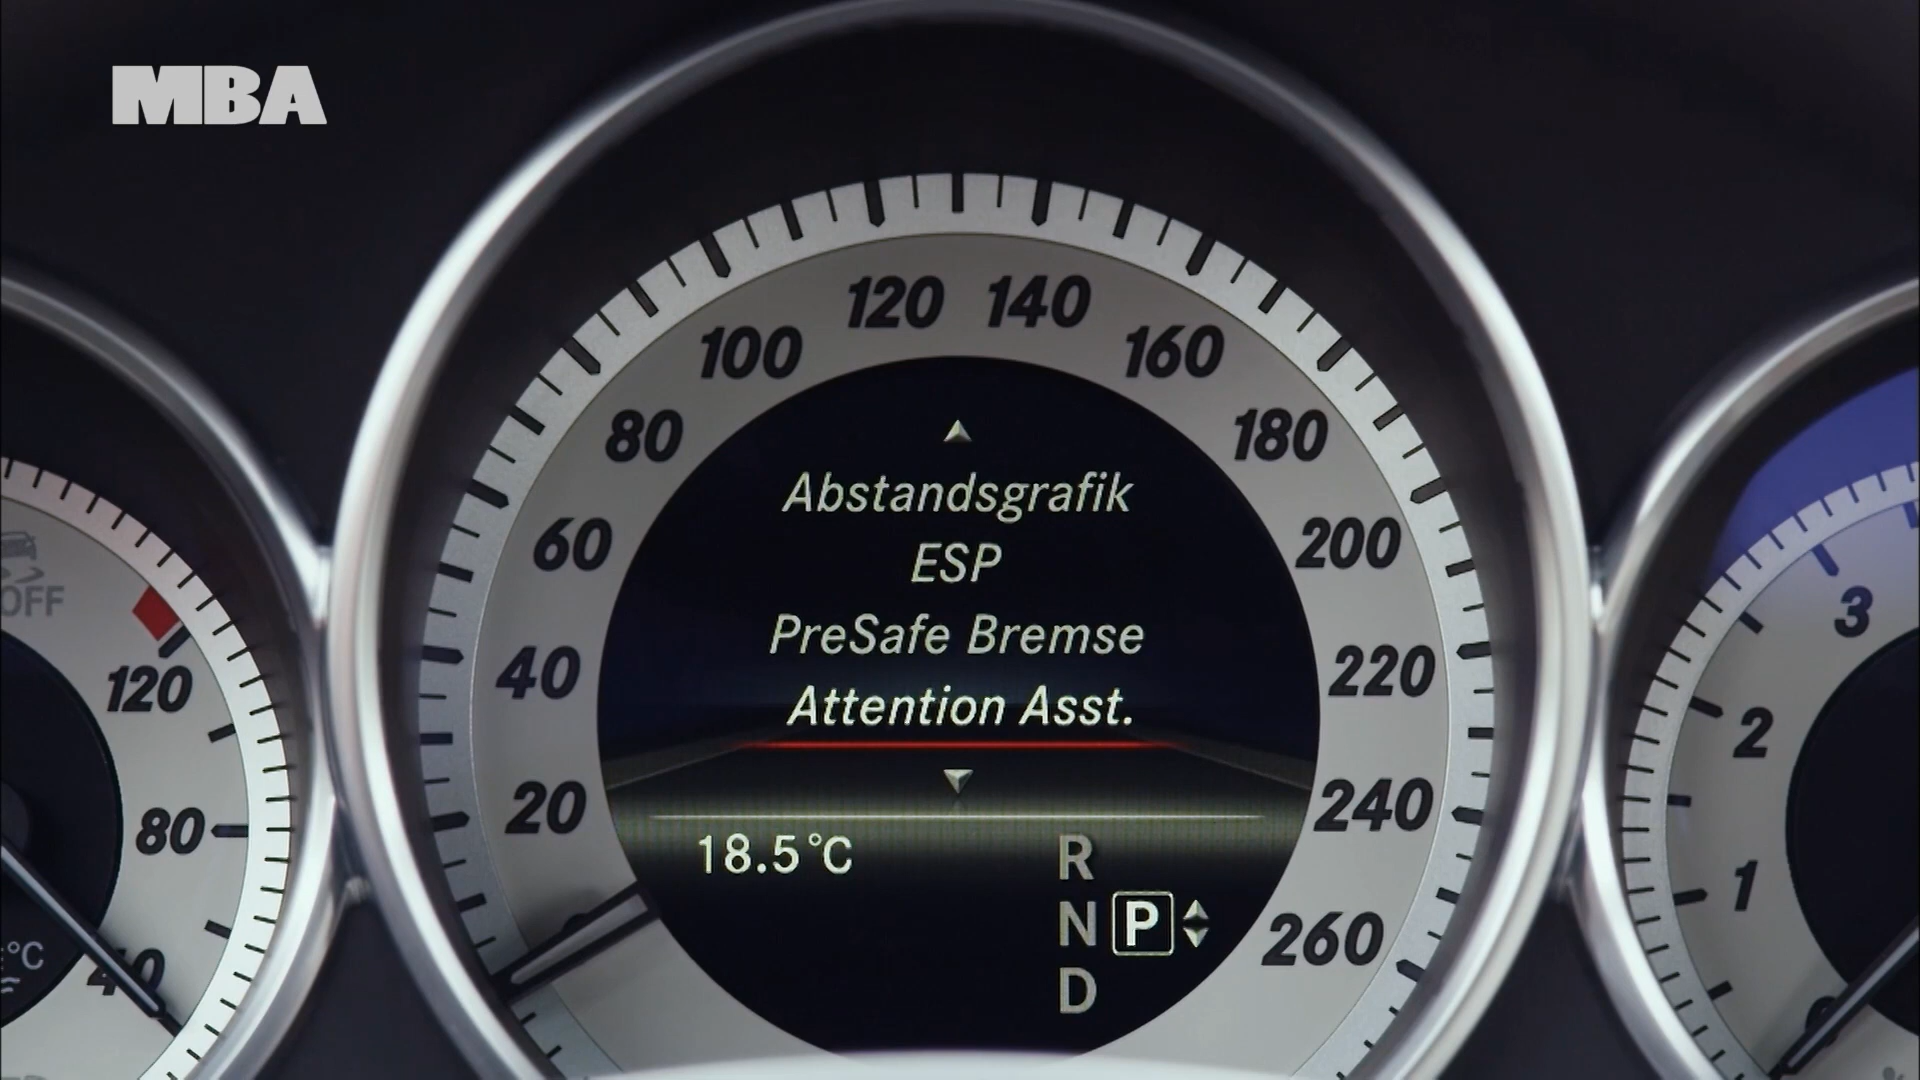 MBA
120 140
100 160
80 180
60 200
40 220
20 240
260
Abstandsgrafik
ESP
PreSafe Bremse
Attention Asst.
18.5 °C
R
N P
D
OFF
120
80
40
°C
3
2
1